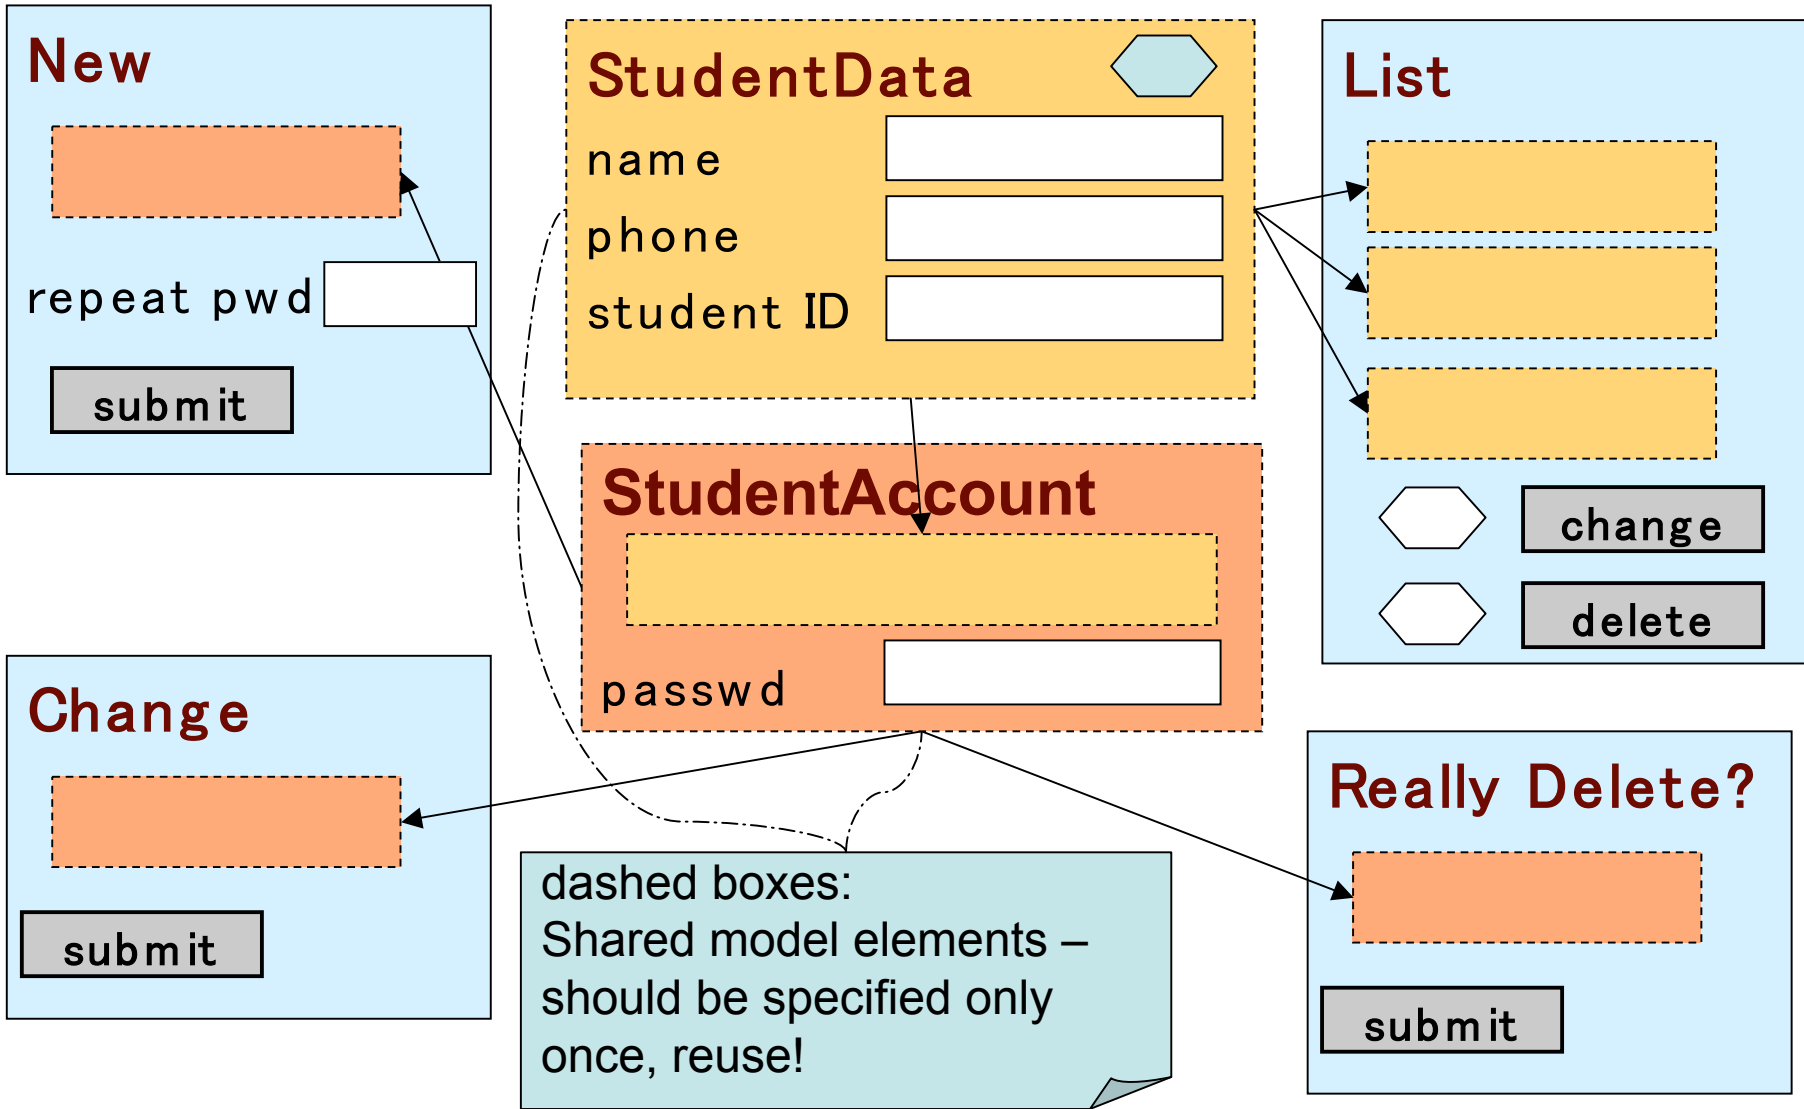 New
repeat pwd
submit
StudentData
name
phone
student ID
List
change
delete
StudentAccount
passwd
Change
submit
dashed boxes:
Shared model elements –
should be specified only
once, reuse!
Really Delete?
submit